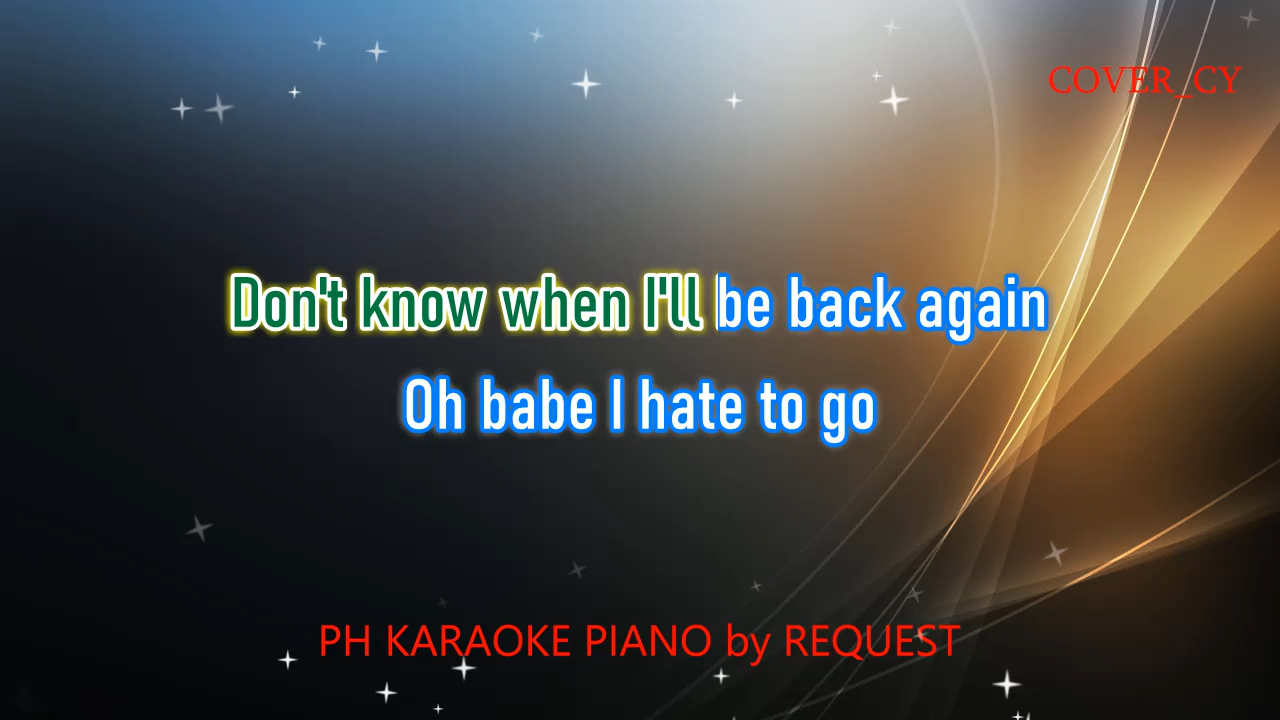 COVER_CY
Don't know when I'll be back again
Oh babe I hate to go
PH KARAOKE PIANO by REQUEST